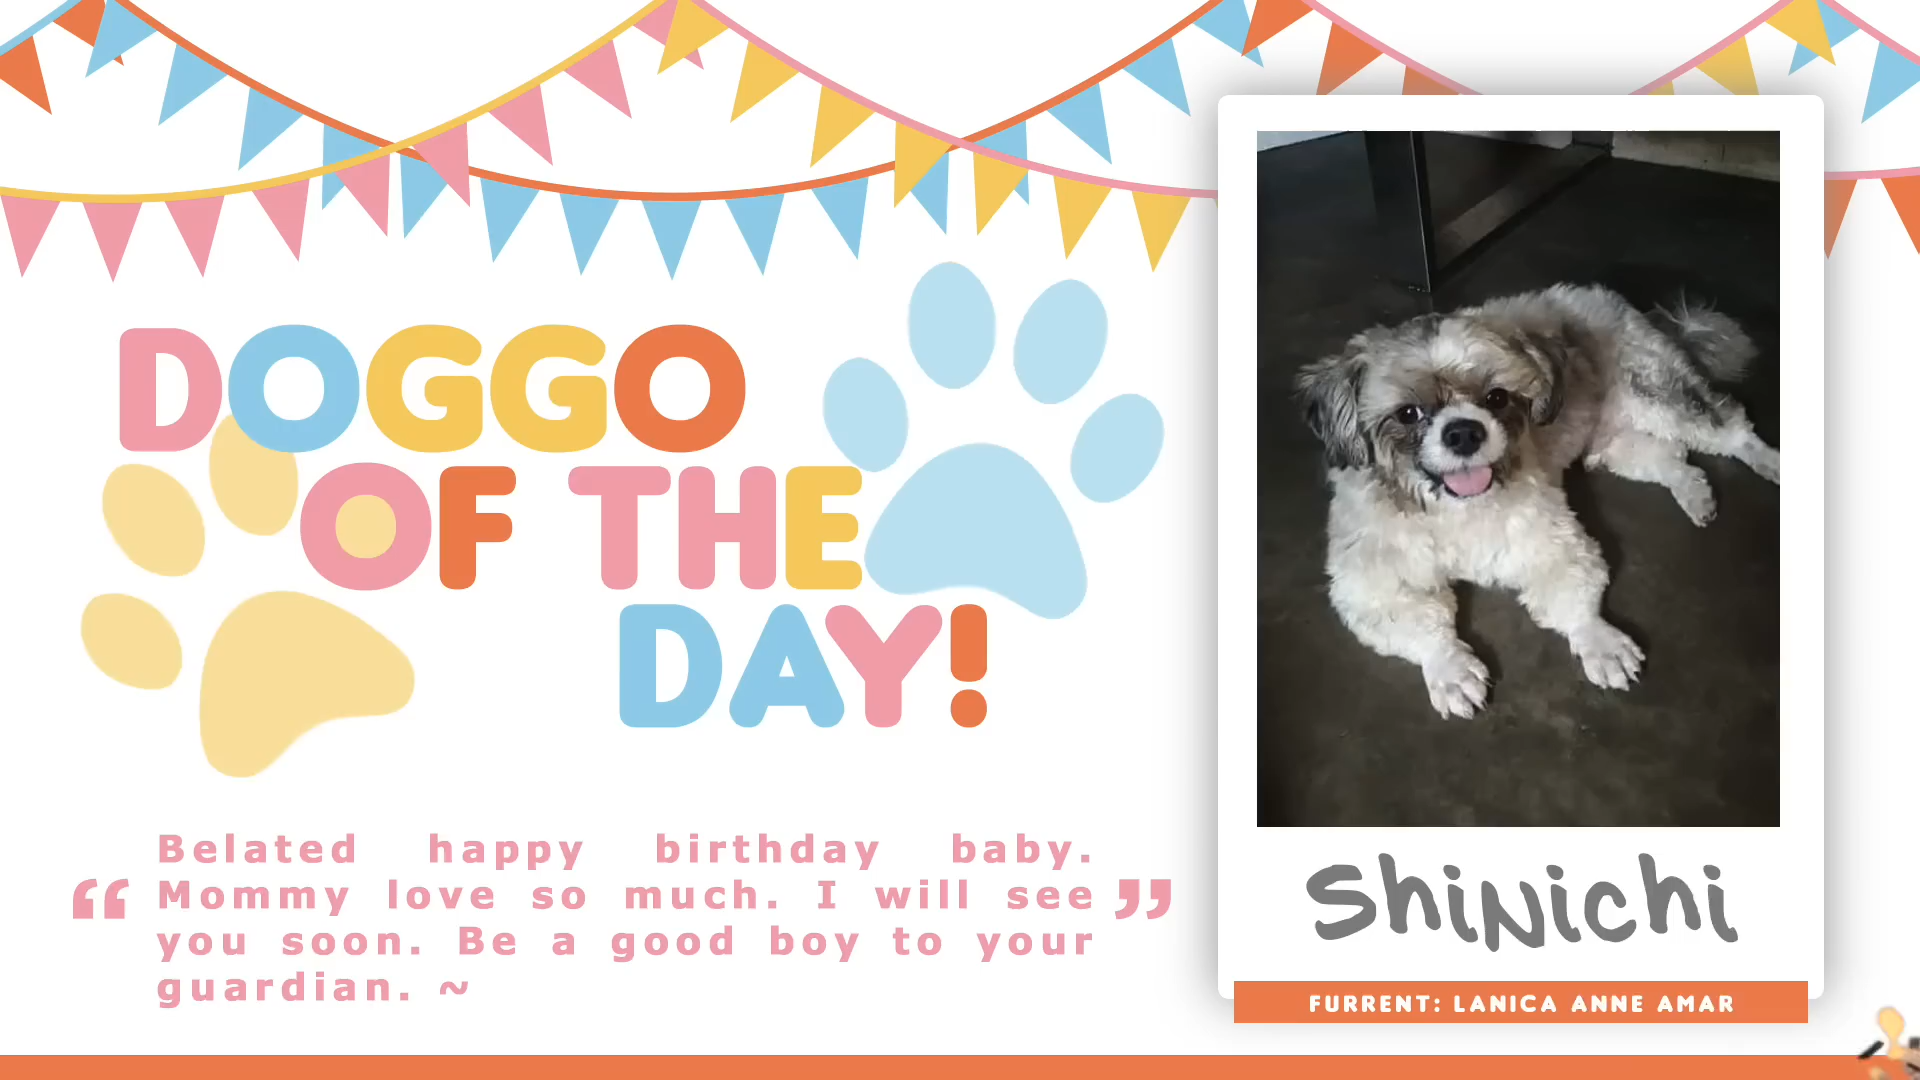 DOGGO
OF THE
DAY!
“ Belated happy birthday baby.
Mommy love so much. I will see
you soon. Be a good boy to your
guardian. ~ ”
Shinichi
FURRENT: LANICA ANNE AMAR